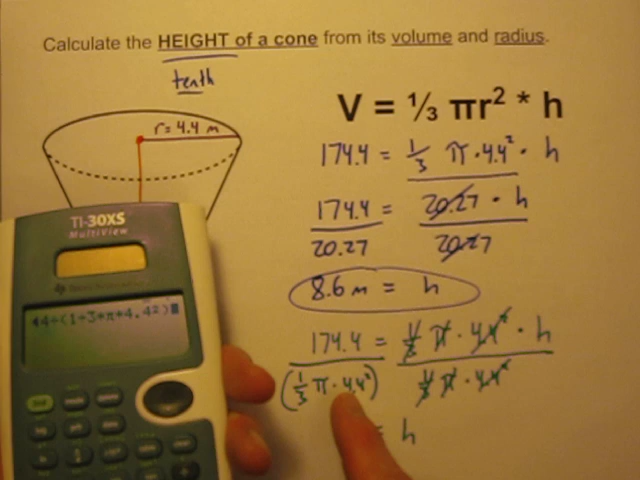 Calculate the HEIGHT of a cone from its volume and radius.
tenth
r = 4.4 m
V = ⅓ πr² * h
174.4 = 1/3 π · 4.4² · h
174.4 = 20.27 · h
20.27 20.27
8.6 m = h
174.4 = 1/3 π · 4.4² · h
(1/3 π · 4.4²) 1/3 π · 4.4²
= h
TI-30XS
MultiView
4÷(1÷3*π*4.4²)